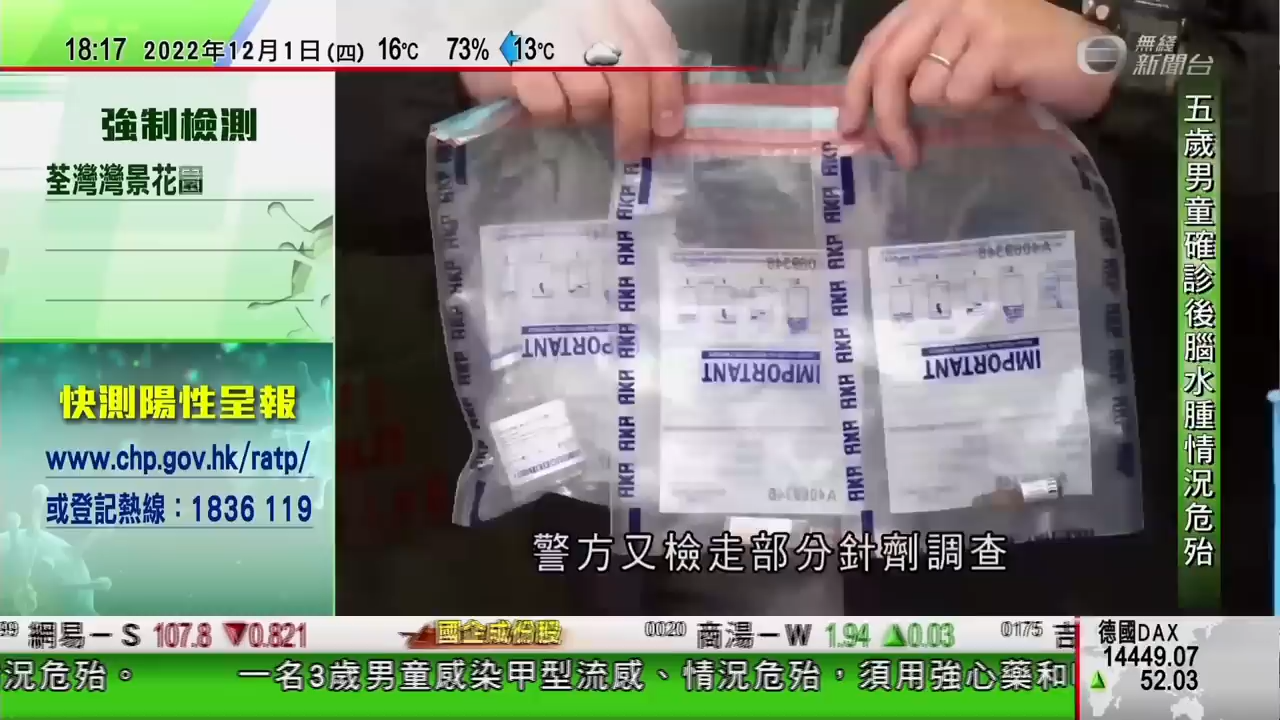 18:17 2022年12月1日(四) 16℃ 73% 13℃
無綫
新聞台
強制檢測
荃灣灣景花園
快測陽性呈報
www.chp.gov.hk/ratp/
或登記熱線：1836 119
AKP AKP AKP AKP
IMPORTANT
IMPORTANT
IMPORTANT
警方又檢走部分針劑調查
五歲男童確診後腦水腫情況危殆
99 網易－S 107.8 ▼0.821 國企成份股 0020 商湯－W 1.94 ▲0.03 0175 吉
德國DAX
14449.07
▲ 52.03
況危殆。 一名3歲男童感染甲型流感、情況危殆，須用強心藥和